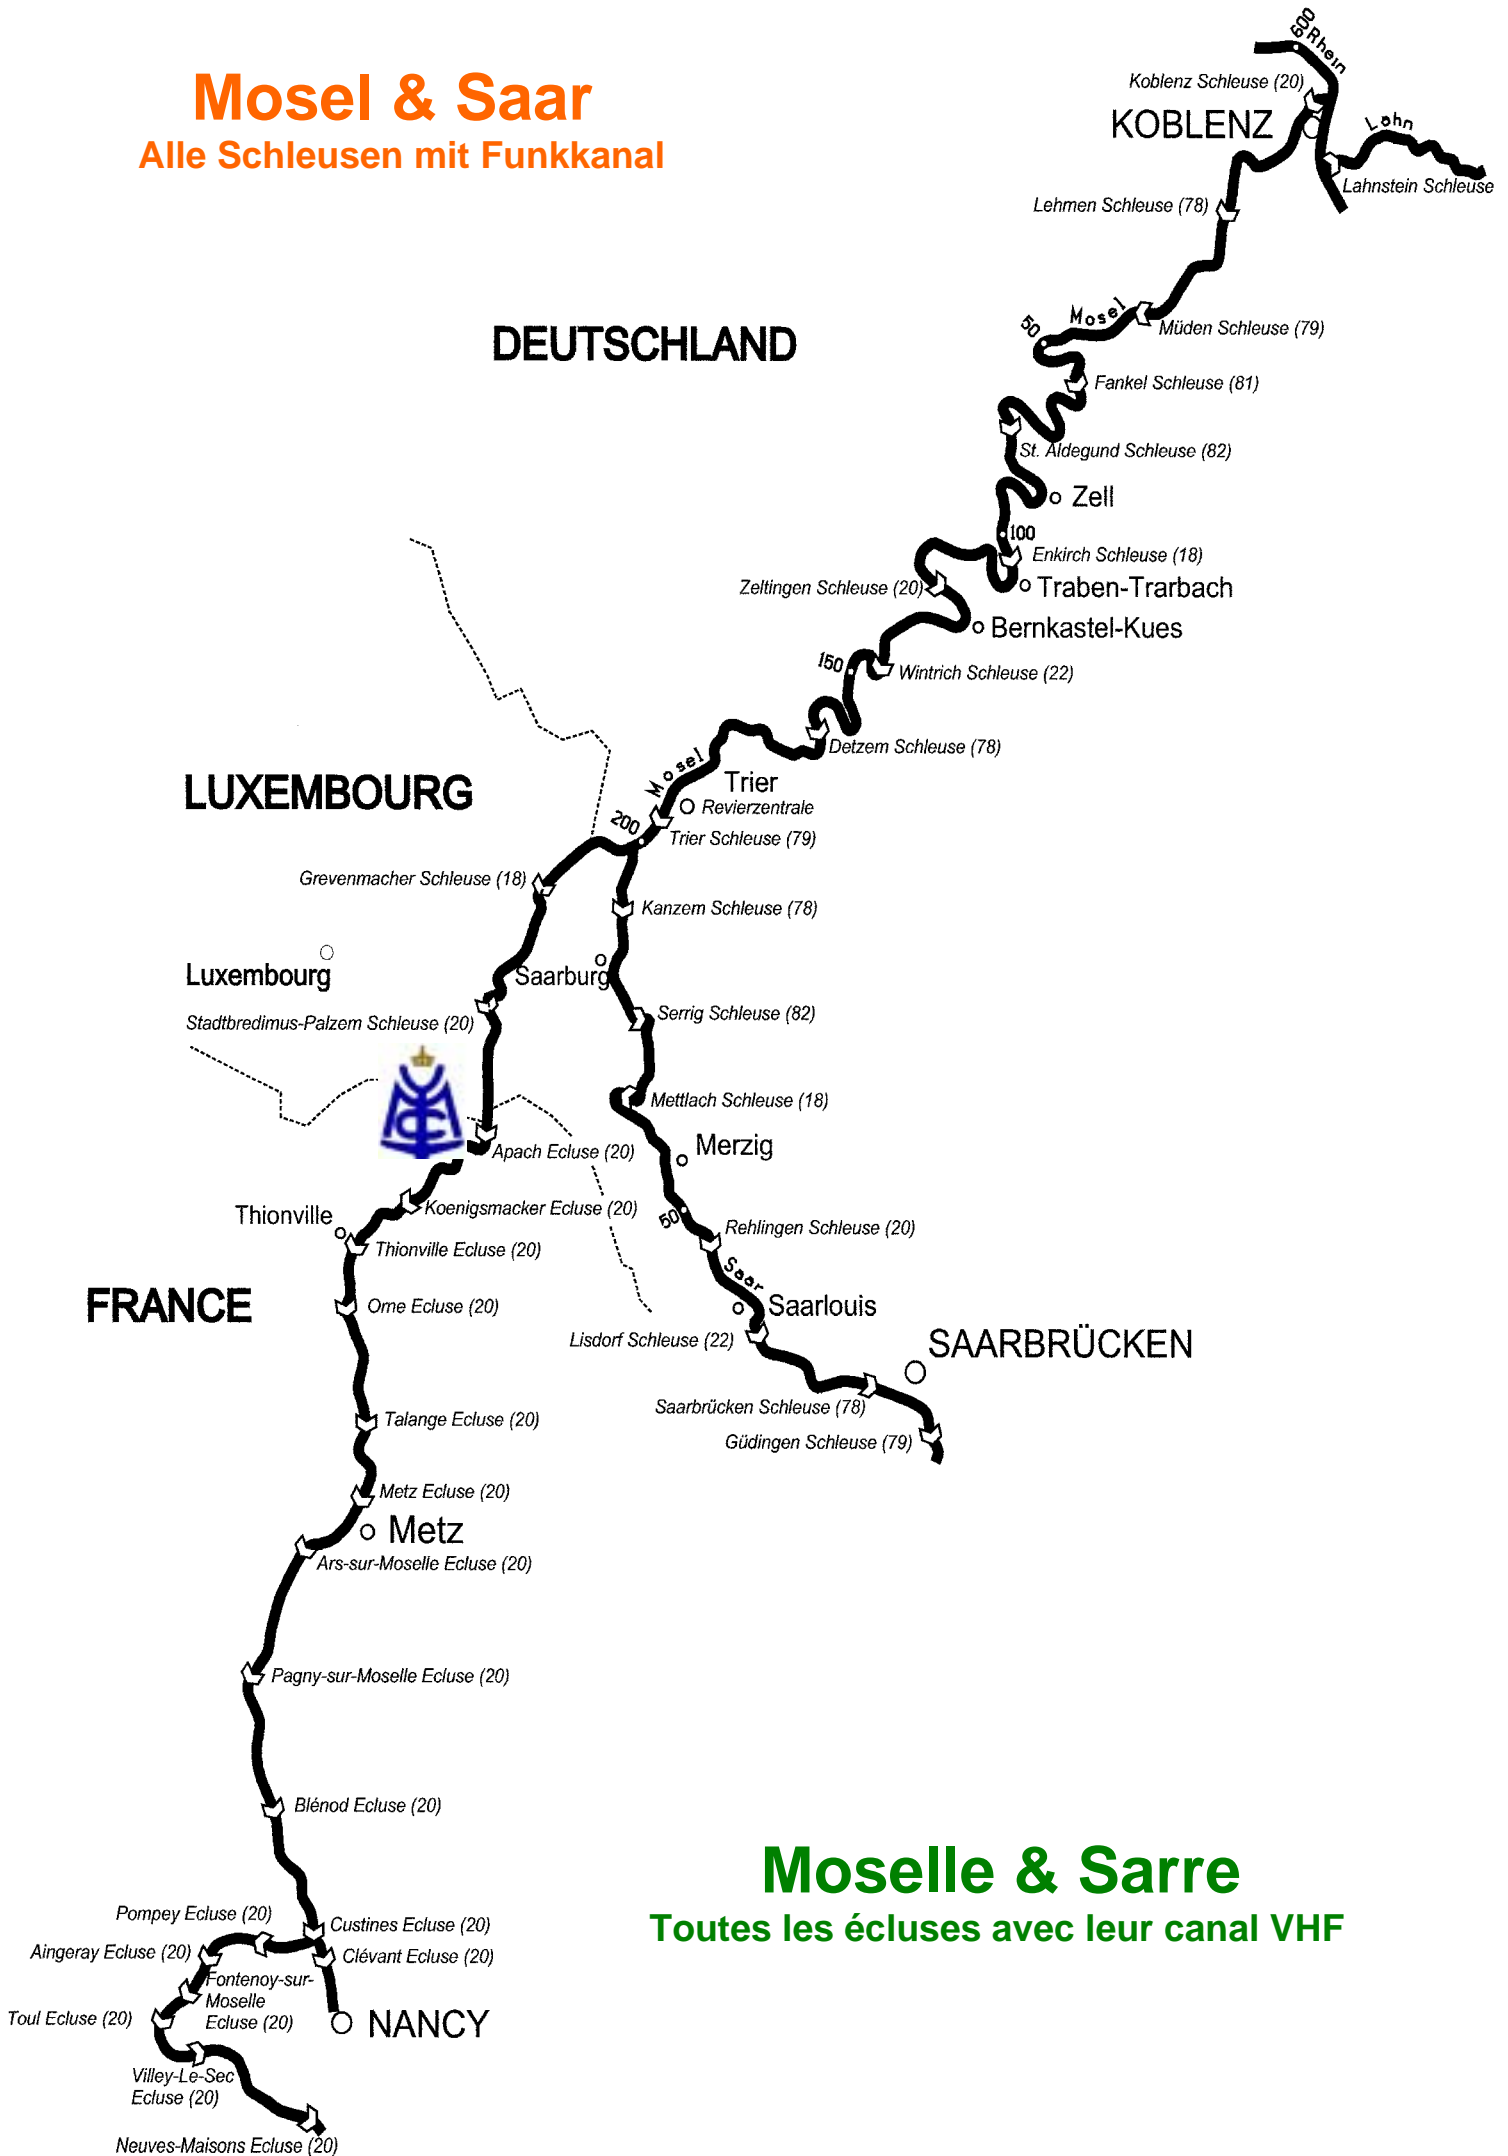 Mosel & Saar
Alle Schleusen mit Funkkanal
600
Rhein
Koblenz Schleuse (20)
KOBLENZ
Lahn
Lahnstein Schleuse
Lehmen Schleuse (78)
Mosel
50
Müden Schleuse (79)
DEUTSCHLAND
Fankel Schleuse (81)
St. Aldegund Schleuse (82)
Zell
100
Enkirch Schleuse (18)
Zeltingen Schleuse (20)
Traben-Trarbach
Bernkastel-Kues
150
Wintrich Schleuse (22)
Detzem Schleuse (78)
Mosel
Trier
LUXEMBOURG
Revierzentrale
200
Trier Schleuse (79)
Grevenmacher Schleuse (18)
Kanzem Schleuse (78)
Luxembourg
Saarburg
Stadtbredimus-Palzem Schleuse (20)
Serrig Schleuse (82)
MYCC
Mettlach Schleuse (18)
Merzig
Apach Ecluse (20)
Koenigsmacker Ecluse (20)
50
Thionville
Rehlingen Schleuse (20)
Thionville Ecluse (20)
Saar
FRANCE
Orne Ecluse (20)
Saarlouis
Lisdorf Schleuse (22)
SAARBRÜCKEN
Saarbrücken Schleuse (78)
Talange Ecluse (20)
Güdingen Schleuse (79)
Metz Ecluse (20)
Metz
Ars-sur-Moselle Ecluse (20)
Pagny-sur-Moselle Ecluse (20)
Blénod Ecluse (20)
Moselle & Sarre
Toutes les écluses avec leur canal VHF
Pompey Ecluse (20)
Custines Ecluse (20)
Aingeray Ecluse (20)
Clévant Ecluse (20)
Fontenoy-sur-
Moselle
Ecluse (20)
Toul Ecluse (20)
NANCY
Villey-Le-Sec
Ecluse (20)
Neuves-Maisons Ecluse (20)